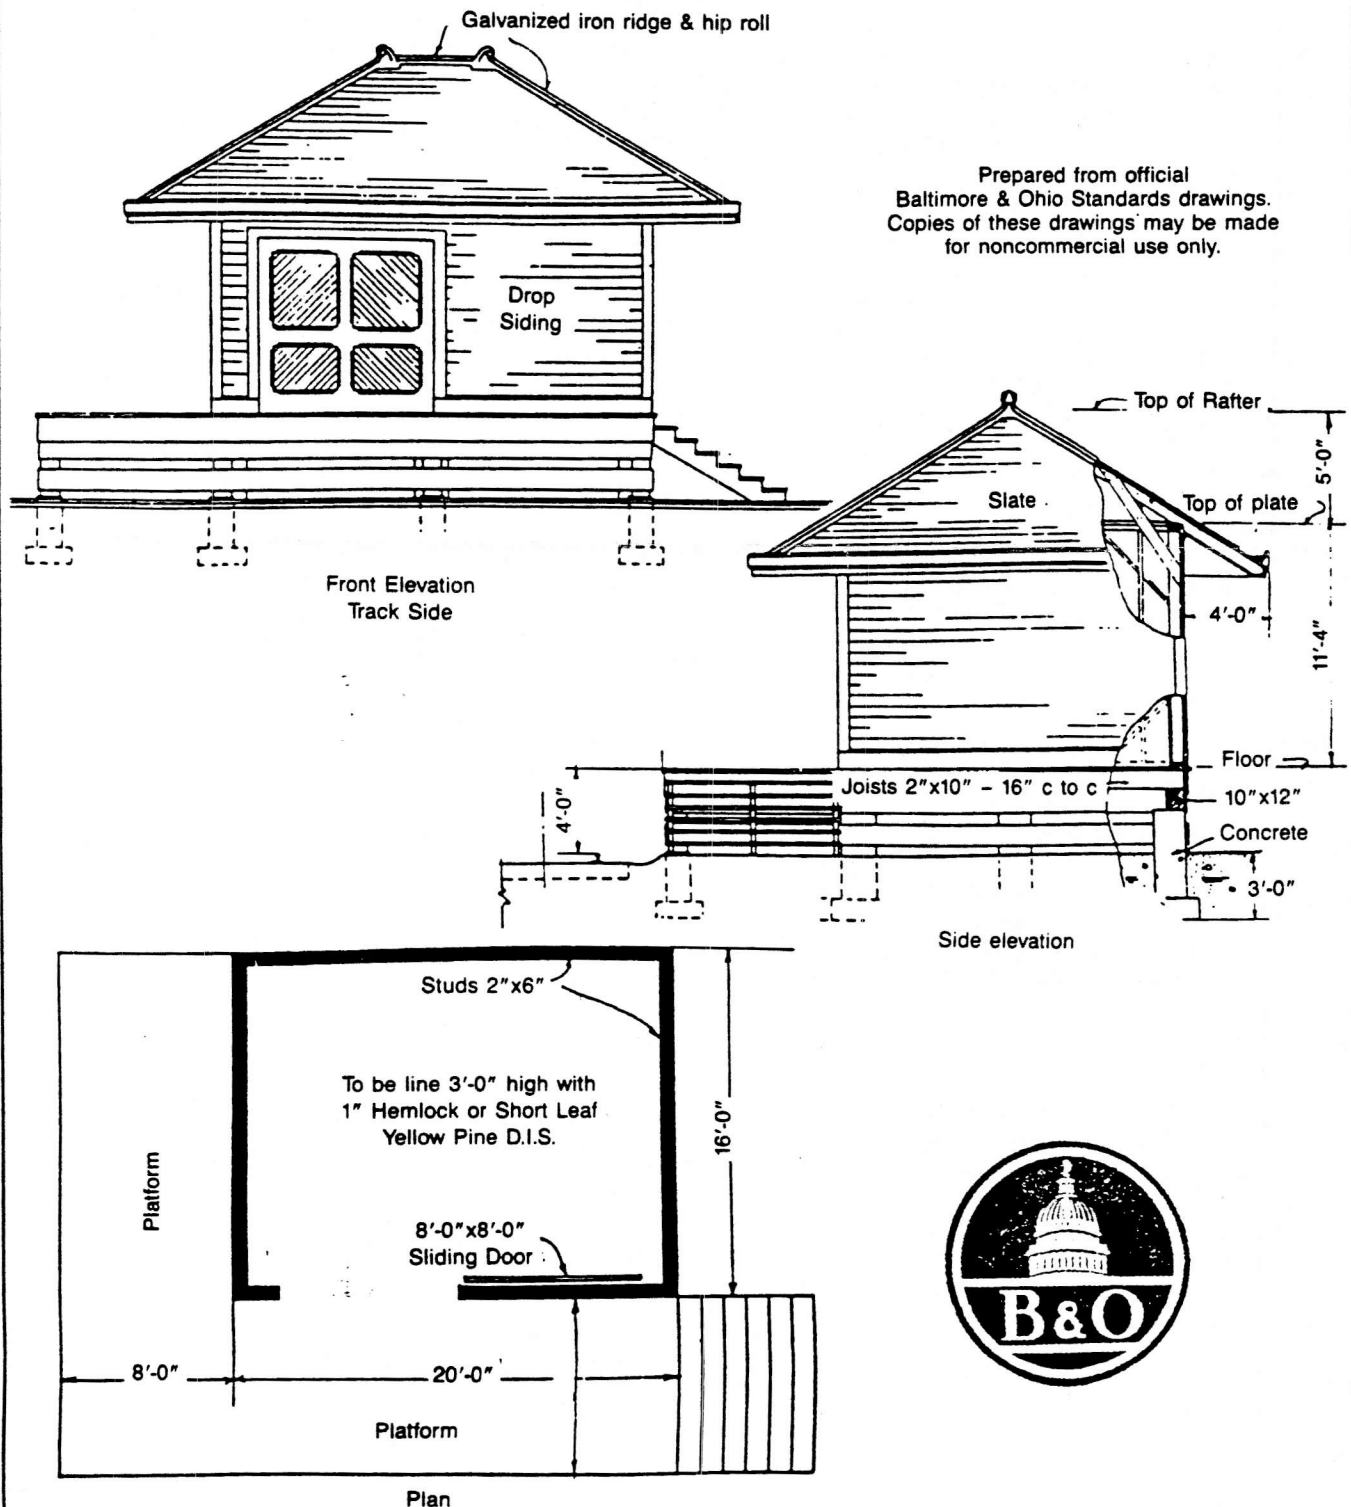 Galvanized iron ridge & hip roll
Prepared from official
Baltimore & Ohio Standards drawings.
Copies of these drawings may be made
for noncommercial use only.
Drop
Siding
Front Elevation
Track Side
Top of Rafter
5'-0"
Slate
Top of plate
4'-0"
11'-4"
Floor
Joists 2"x10" – 16" c to c
10"x12"
4'-0"
Concrete
3'-0"
Side elevation
Studs 2"x6"
To be line 3'-0" high with
1" Hemlock or Short Leaf
Yellow Pine D.I.S.
16'-0"
Platform
8'-0"x8'-0"
Sliding Door
B&O
8'-0"
20'-0"
Platform
Plan